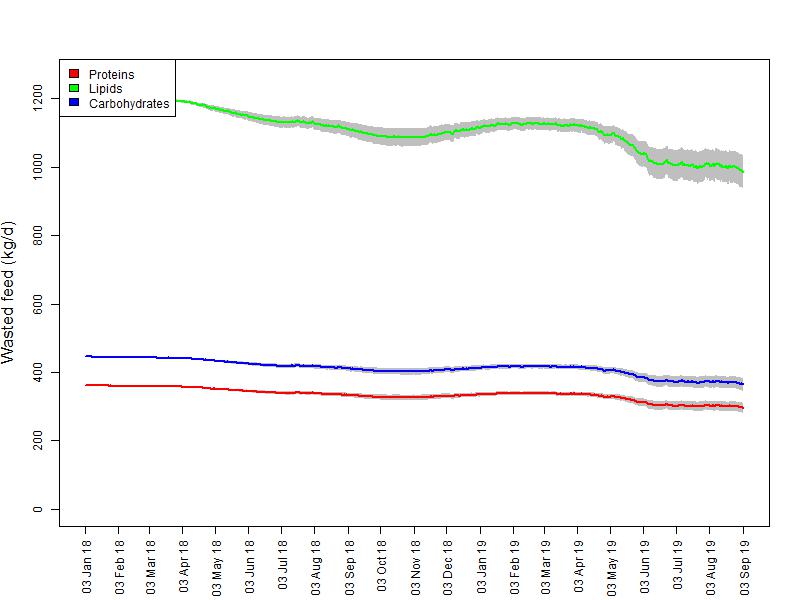 Proteins
Lipids
Carbohydrates
Wasted feed (kg/d)
1200
1000
800
600
400
200
0
03 Jan 18
03 Feb 18
03 Mar 18
03 Apr 18
03 May 18
03 Jun 18
03 Jul 18
03 Aug 18
03 Sep 18
03 Oct 18
03 Nov 18
03 Dec 18
03 Jan 19
03 Feb 19
03 Mar 19
03 Apr 19
03 May 19
03 Jun 19
03 Jul 19
03 Aug 19
03 Sep 19